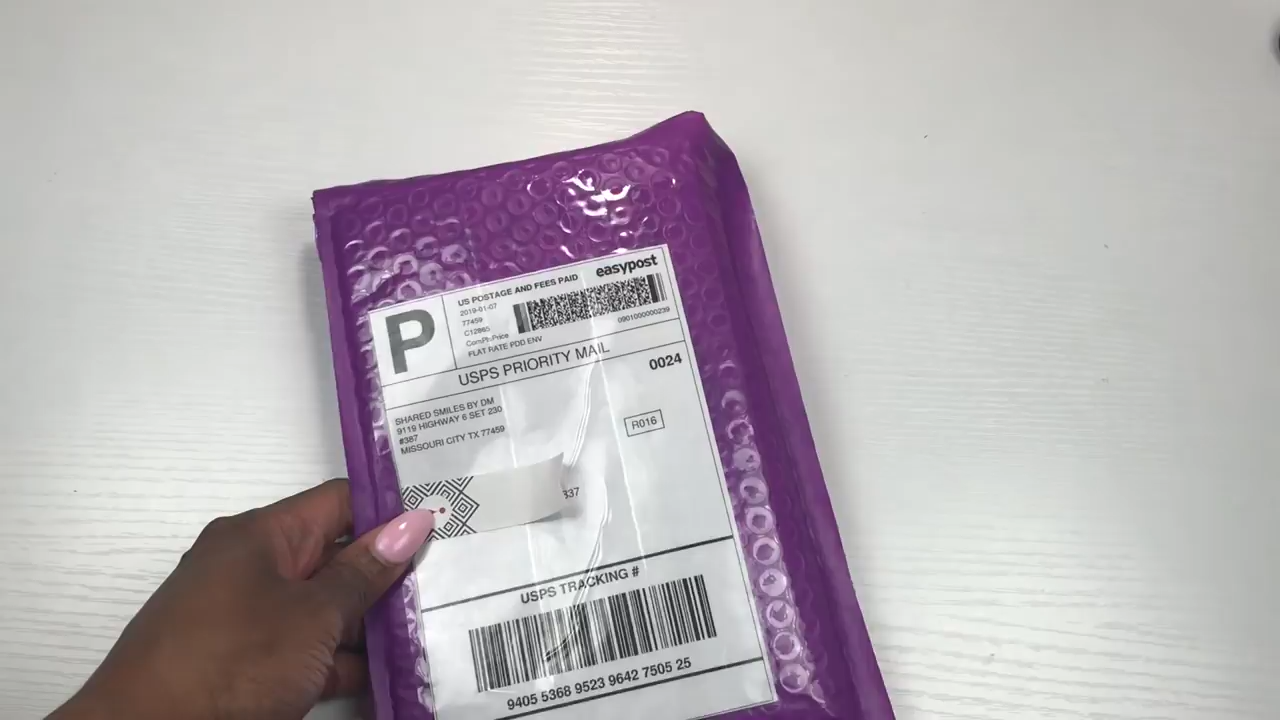 easypost
P
US POSTAGE AND FEES PAID
2019-01-07
77459
C12865
ComPlsPrice
FLAT RATE PDD ENV
0901000000239
USPS PRIORITY MAIL
0024
SHARED SMILES BY DM
9119 HIGHWAY 6 SET 230
#387
MISSOURI CITY TX 77459
R016
337
USPS TRACKING #
9405 5368 9523 9642 7505 25